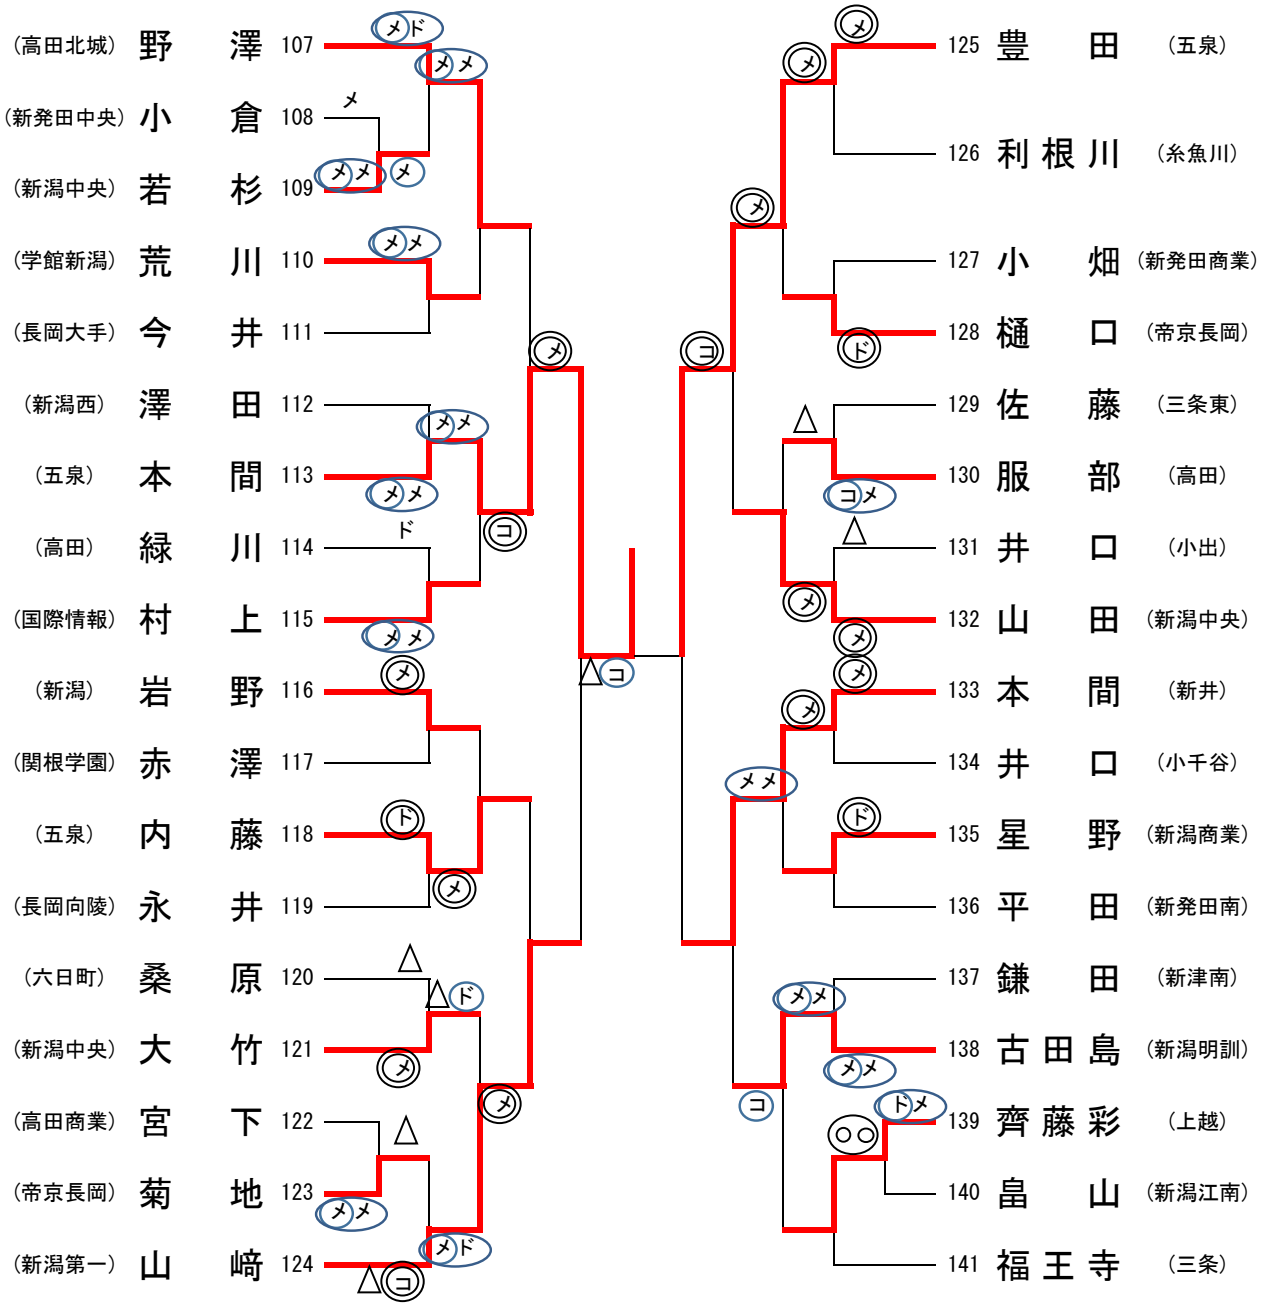 (高田北城) 野澤 107 メド
メメ
(新発田中央) 小倉 108 メ
(新潟中央) 若杉 109 メメ メ
(学館新潟) 荒川 110 メメ
(長岡大手) 今井 111
メ
(新潟西) 澤田 112
メメ
(五泉) 本間 113 メメ
コ
(高田) 緑川 114 ド
(国際情報) 村上 115 メメ
△コ
(新潟) 岩野 116 メ
(関根学園) 赤澤 117
(五泉) 内藤 118 ド
メ
(長岡向陵) 永井 119
(六日町) 桑原 120 △
△ド
(新潟中央) 大竹 121 メ
メ
(高田商業) 宮下 122 △
(帝京長岡) 菊地 123 メメ
メド
(新潟第一) 山﨑 124 △コ
メ 125 豊田 (五泉)
メ
126 利根川 (糸魚川)
メ
127 小畑 (新発田商業)
ド 128 樋口 (帝京長岡)
コ
129 佐藤 (三条東)
△
コメ 130 服部 (高田)
△ 131 井口 (小出)
メ
メ 132 山田 (新潟中央)
メ 133 本間 (新井)
メ
134 井口 (小千谷)
メメ
ド 135 星野 (新潟商業)
136 平田 (新発田南)
137 鎌田 (新津南)
メメ
メメ 138 古田島 (新潟明訓)
コ
ドメ 139 齊藤彩 (上越)
○○
140 畠山 (新潟江南)
141 福王寺 (三条)